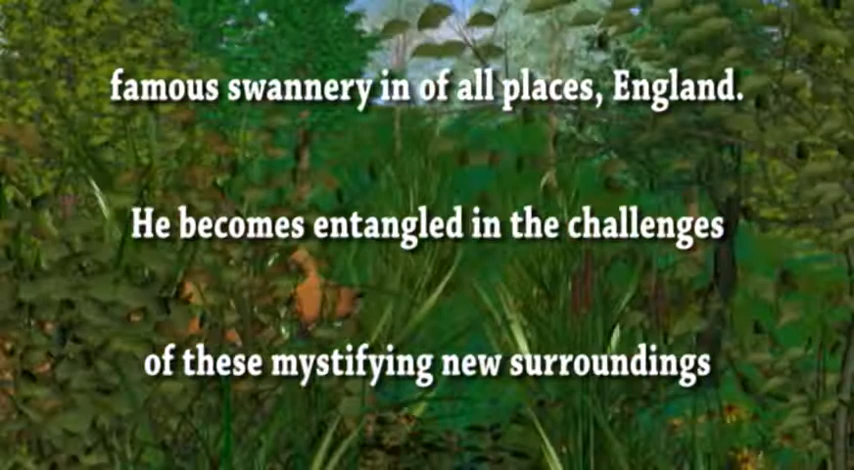 famous swannery in of all places, England.
He becomes entangled in the challenges
of these mystifying new surroundings